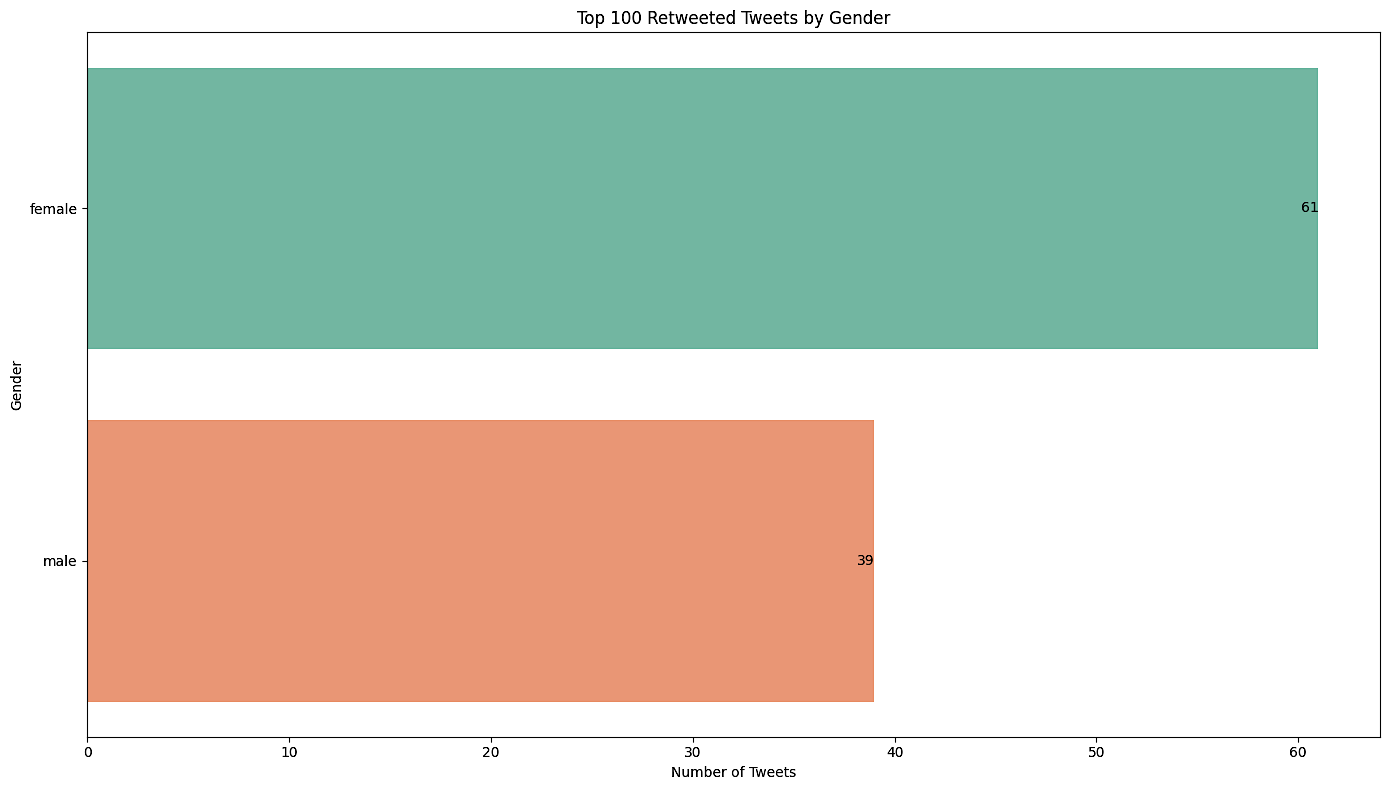 Top 100 Retweeted Tweets by Gender
female
61
Gender
male
39
0 10 20 30 40 50 60
Number of Tweets